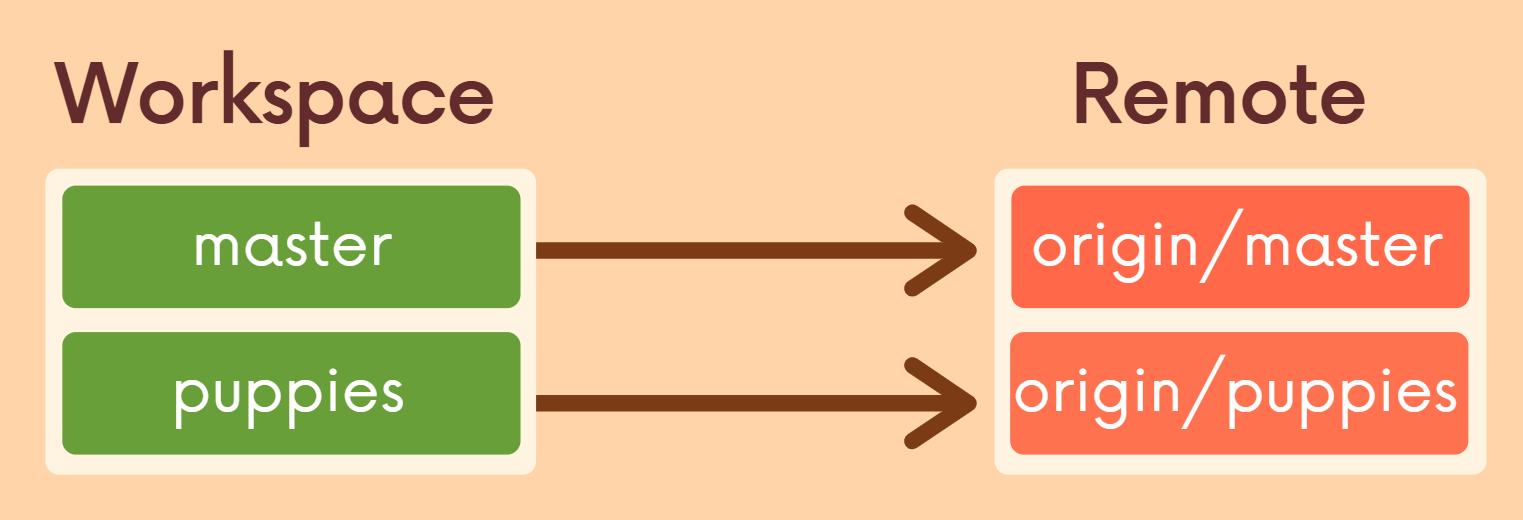 Workspace
Remote
master
origin/master
puppies
origin/puppies